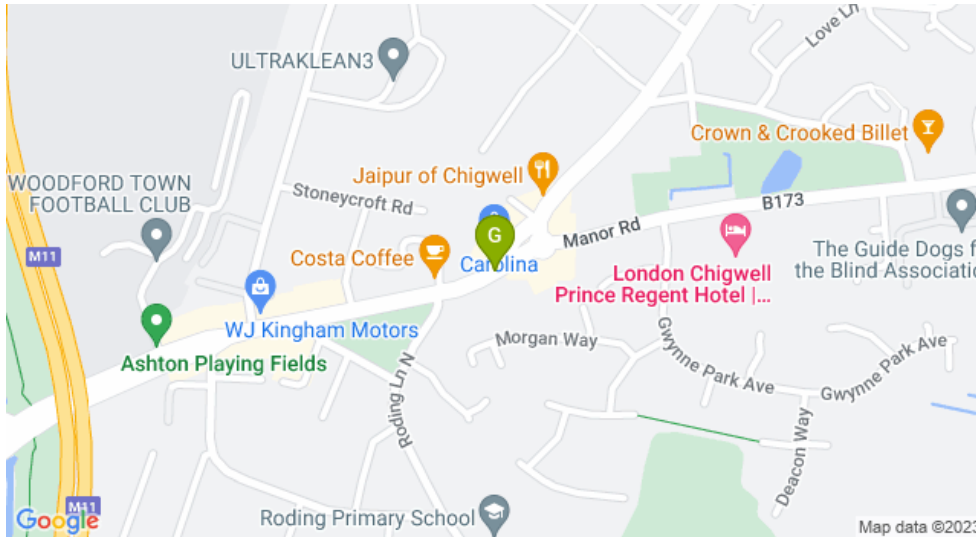 Love Ln
ULTRAKLEAN3
Crown & Crooked Billet
Jaipur of Chigwell
WOODFORD TOWN
FOOTBALL CLUB
Stoneycroft Rd
B173
Manor Rd
M11
Costa Coffee
G
Carolina
The Guide Dogs f
the Blind Associatio
London Chigwell
Prince Regent Hotel |...
WJ Kingham Motors
Ashton Playing Fields
Morgan Way
Gwynne Park Ave
Gwynne Park Ave
Roding Ln N
Deacon Way
M11
Google
Roding Primary School
Map data ©2023